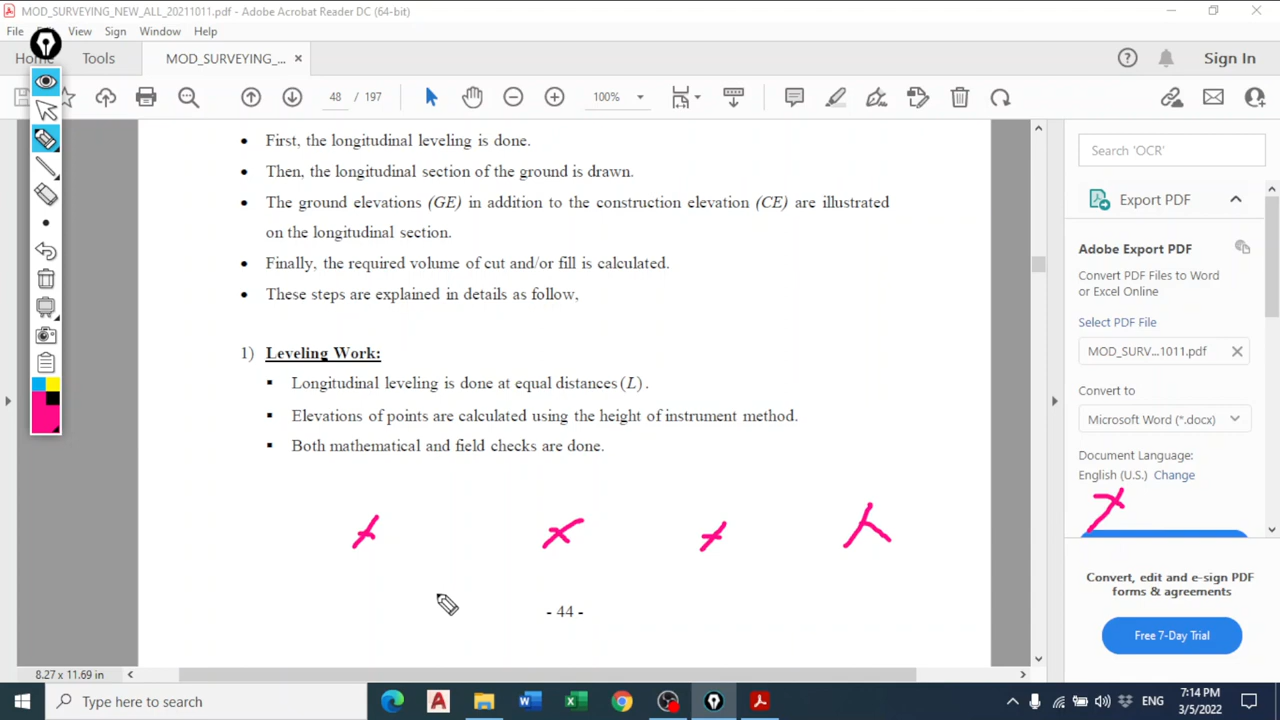 MOD_SURVEYING_NEW_ALL_20211011.pdf - Adobe Acrobat Reader DC (64-bit)
File View Sign Window Help
Tools MOD_SURVEYING_... Sign In
48 / 197 100%
• First, the longitudinal leveling is done.
• Then, the longitudinal section of the ground is drawn.
• The ground elevations (GE) in addition to the construction elevation (CE) are illustrated
on the longitudinal section.
• Finally, the required volume of cut and/or fill is calculated.
• These steps are explained in details as follow,
1) Leveling Work:
▪ Longitudinal leveling is done at equal distances (L).
▪ Elevations of points are calculated using the height of instrument method.
▪ Both mathematical and field checks are done.
- 44 -
Search 'OCR'
Export PDF
Adobe Export PDF
Convert PDF Files to Word
or Excel Online
Select PDF File
MOD_SURV...1011.pdf
Convert to
Microsoft Word (*.docx)
Document Language:
English (U.S.) Change
Convert, edit and e-sign PDF
forms & agreements
Free 7-Day Trial
8.27 x 11.69 in
Type here to search
ENG
7:14 PM
3/5/2022